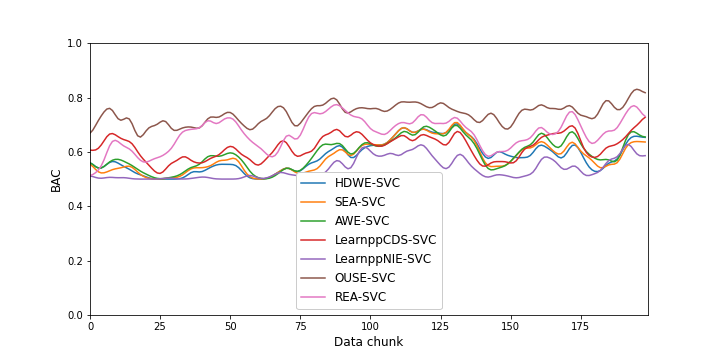 1.0
0.8
0.6
0.4
0.2
0.0
BAC
0
25
50
75
100
125
150
175
Data chunk
HDWE-SVC
SEA-SVC
AWE-SVC
LearnppCDS-SVC
LearnppNIE-SVC
OUSE-SVC
REA-SVC